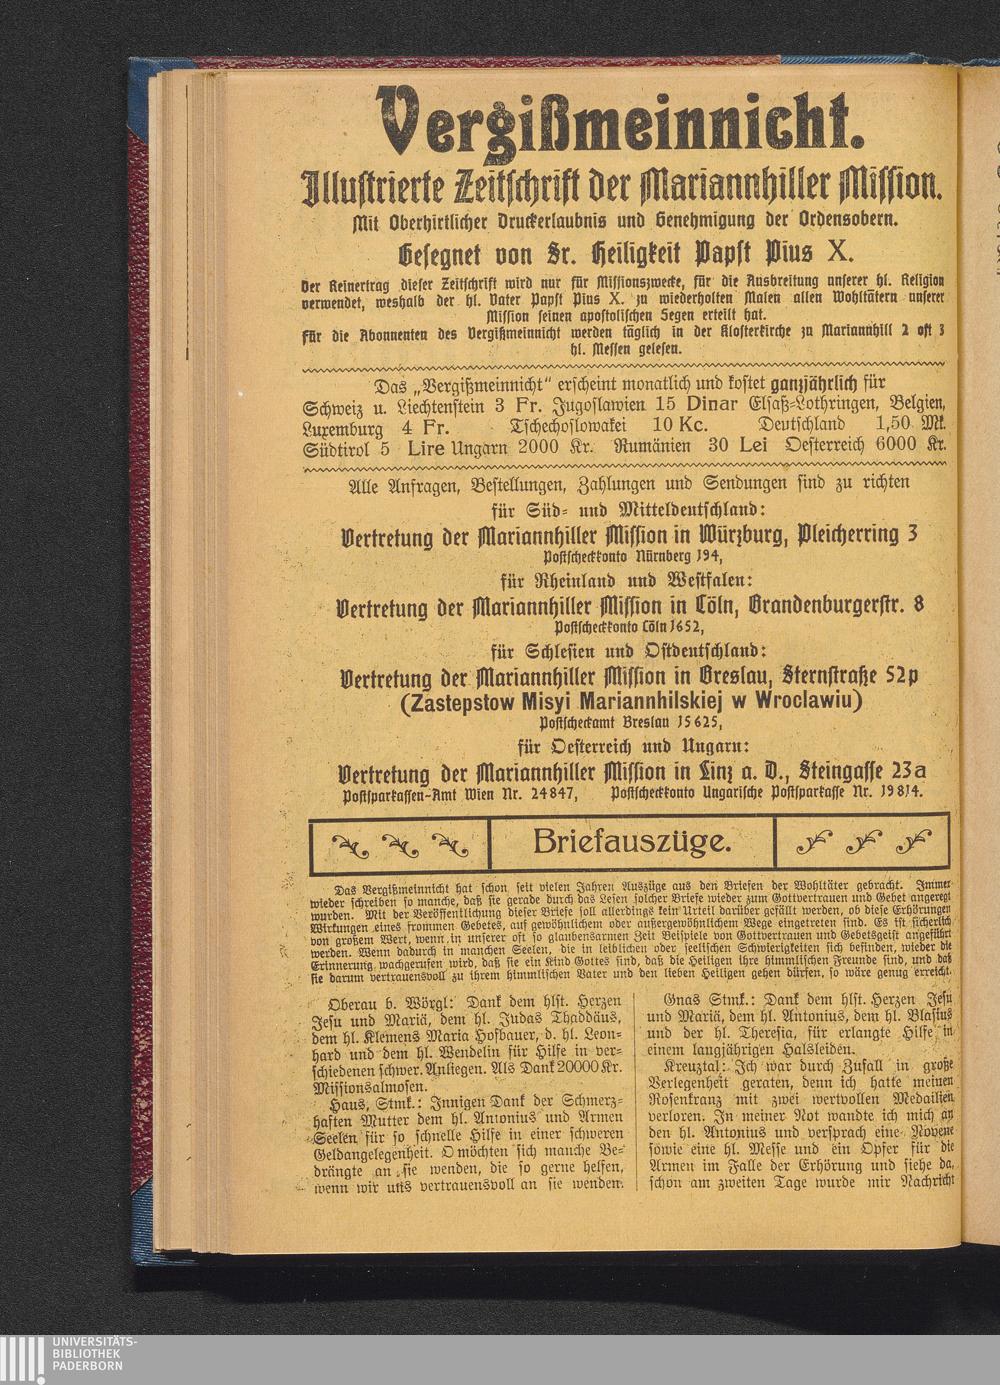 Vergißmeinnicht.
Illustrierte Zeitschrift der Mariannhiller Mission.
Mit Oberhirtlicher Druckerlaubnis und Genehmigung der Ordensobern.
Gesegnet von Sr. Heiligkeit Papst Pius X.
Der Reinertrag dieser Zeitschrift wird nur für Missionszwecke, für die Ausbreitung unserer hl. Religion
verwendet, weshalb der hl. Vater Papst Pius X. zu wiederholten Malen allen Wohltätern unserer
Mission seinen apostolischen Segen erteilt hat.
Für die Abonnenten des Vergißmeinnicht werden täglich in der Klosterkirche zu Mariannhill 2 oft 3
hl. Messen gelesen.
Das „Vergißmeinnicht“ erscheint monatlich und kostet ganzjährlich für
Schweiz u. Liechtenstein 3 Fr. Jugoslawien 15 Dinar Elsaß-Lothringen, Belgien,
Luxemburg 4 Fr. Tschechoslowakei 10 Kc. Deutschland 1,50 Mk.
Südtirol 5 Lire Ungarn 2000 Kr. Rumänien 30 Lei Oesterreich 6000 Kr.
Alle Anfragen, Bestellungen, Zahlungen und Sendungen sind zu richten
für Süd- und Mitteldeutschland:
Vertretung der Mariannhiller Mission in Würzburg, Pleicherring 3
Postscheckkonto Nürnberg 194,
für Rheinland und Westfalen:
Vertretung der Mariannhiller Mission in Cöln, Brandenburgerstr. 8
Postscheckkonto Cöln 1652,
für Schlesien und Ostdeutschland:
Vertretung der Mariannhiller Mission in Breslau, Sternstraße 52p
(Zastepstow Misyi Mariannhilskiej w Wroclawiu)
Postscheckamt Breslau 15625,
für Oesterreich und Ungarn:
Vertretung der Mariannhiller Mission in Linz a. D., Steingasse 23a
Postsparkassen-Amt Wien Nr. 24847, Postscheckkonto Ungarische Postsparkasse Nr. 19814.
Briefauszüge.
Das Vergißmeinnicht hat schon seit vielen Jahren Auszüge aus den Briefen der Wohltäter gebracht. Immer
wieder schreiben so manche, daß sie gerade durch das Lesen solcher Briefe wieder zum Gottvertrauen und Gebet angeregt
wurden. Mit der Veröffentlichung dieser Briefe soll allerdings kein Urteil darüber gefällt werden, ob diese Erhörungen
Wirkungen eines frommen Gebetes, auf gewöhnlichem oder außergewöhnlichem Wege eingetreten sind. Es ist sicherlich
von großem Wert, wenn in unserer oft so glaubensarmen Zeit Beispiele von Gottvertrauen und Gebetsgeist angeführt
werden. Wenn dadurch in manchen Seelen, die in leiblichen oder seelischen Schwierigkeiten sich befinden, wieder die
Erinnerung wachgerufen wird, daß sie ein Kind Gottes sind, daß die Heiligen ihre himmlischen Freunde sind, und daß
sie darum vertrauensvoll zu ihrem himmlischen Vater und den lieben Heiligen gehen dürfen, so wäre genug erreicht.
Oberau b. Wörgl: Dank dem hlst. Herzen
Jesu und Mariä, dem hl. Judas Thaddäus,
dem hl. Klemens Maria Hofbauer, d. hl. Leon-
hard und dem hl. Wendelin für Hilfe in ver-
schiedenen schwer. Anliegen. Als Dank 20000 Kr.
Missionsalmosen.
Haus, Stmk.: Innigen Dank der Schmerz-
haften Mutter dem hl. Antonius und Armen
Seelen für so schnelle Hilfe in einer schweren
Geldangelegenheit. O möchten sich manche Be-
drängte an sie wenden, die so gerne helfen,
wenn wir uns vertrauensvoll an sie wenden.
Gnas Stmk.: Dank dem hlst. Herzen Jesu
und Mariä, dem hl. Antonius, dem hl. Blasius
und der hl. Theresia, für erlangte Hilfe in
einem langjährigen Halsleiden.
Kreuztal: Ich war durch Zufall in große
Verlegenheit geraten, denn ich hatte meinen
Rosenkranz mit zwei wertvollen Medailien
verloren. In meiner Not wandte ich mich an
den hl. Antonius und versprach eine Novene
sowie eine hl. Messe und ein Opfer für die
Armen im Falle der Erhörung und siehe da,
schon am zweiten Tage wurde mir Nachricht
UNIVERSITÄTS-
BIBLIOTHEK
PADERBORN